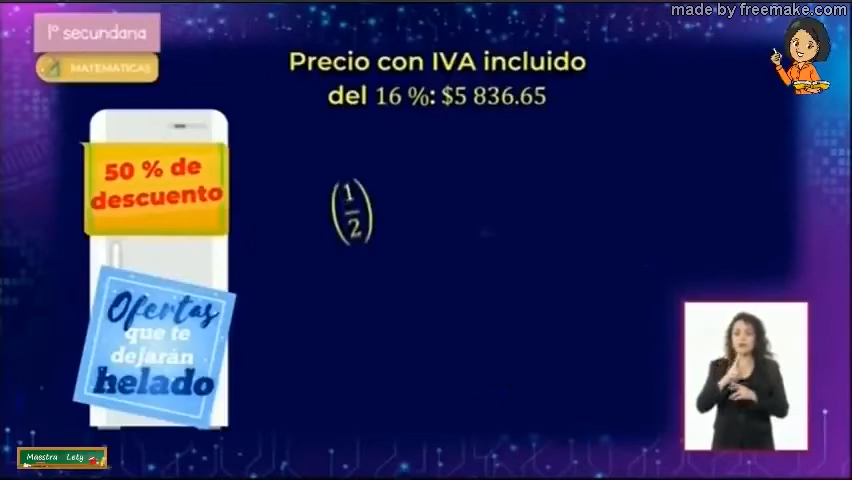 made by freemake.com
1° secundaria
MATEMÁTICAS
Precio con IVA incluido
del 16 %: $5 836.65
50 % de
descuento
(1/2)
Ofertas
que te
dejarán
helado
Maestra Lety